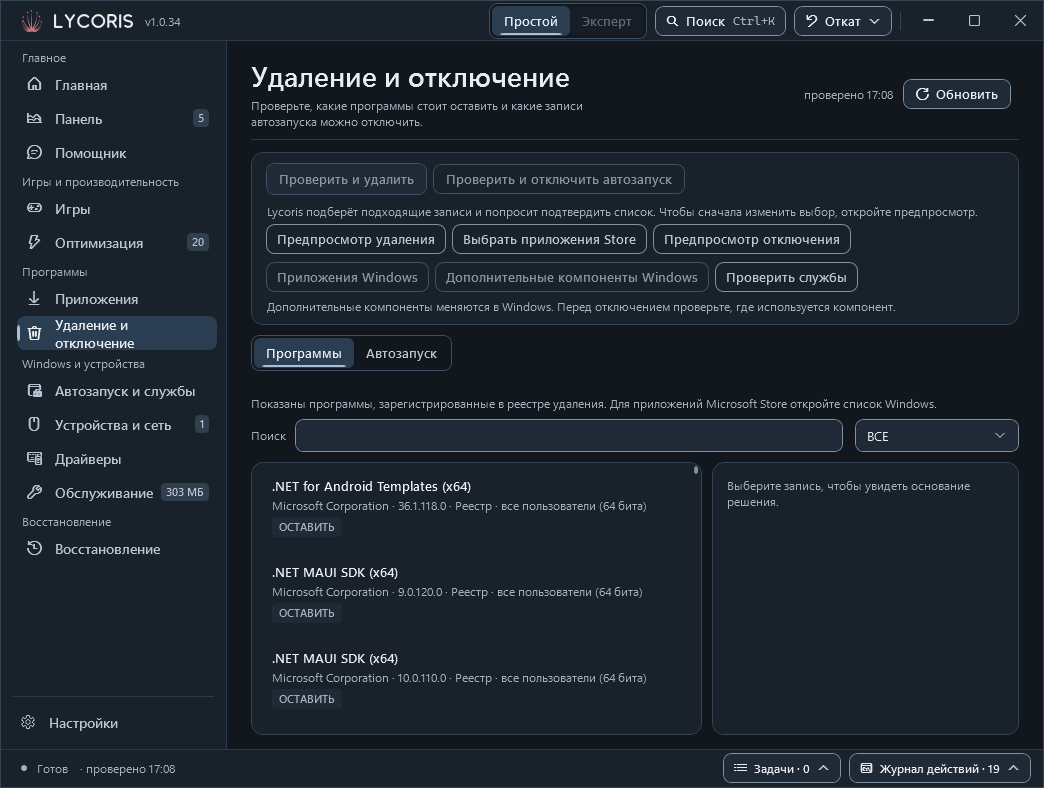 LYCORIS v1.0.34
Простой Эксперт
Поиск Ctrl+K
Откат
Главное
Главная
Панель 5
Помощник
Игры и производительность
Игры
Оптимизация 20
Программы
Приложения
Удаление и
отключение
Windows и устройства
Автозапуск и службы
Устройства и сеть 1
Драйверы
Обслуживание 303 МБ
Восстановление
Восстановление
Настройки
Удаление и отключение
Проверьте, какие программы стоит оставить и какие записи
автозапуска можно отключить.
проверено 17:08
Обновить
Проверить и удалить
Проверить и отключить автозапуск
Lycoris подберёт подходящие записи и попросит подтвердить список. Чтобы сначала изменить выбор, откройте предпросмотр.
Предпросмотр удаления
Выбрать приложения Store
Предпросмотр отключения
Приложения Windows
Дополнительные компоненты Windows
Проверить службы
Дополнительные компоненты меняются в Windows. Перед отключением проверьте, где используется компонент.
Программы
Автозапуск
Показаны программы, зарегистрированные в реестре удаления. Для приложений Microsoft Store откройте список Windows.
Поиск
ВСЕ
.NET for Android Templates (x64)
Microsoft Corporation · 36.1.118.0 · Реестр · все пользователи (64 бита)
ОСТАВИТЬ
.NET MAUI SDK (x64)
Microsoft Corporation · 9.0.120.0 · Реестр · все пользователи (64 бита)
ОСТАВИТЬ
.NET MAUI SDK (x64)
Microsoft Corporation · 10.0.110.0 · Реестр · все пользователи (64 бита)
ОСТАВИТЬ
Выберите запись, чтобы увидеть основание
решения.
Готов · проверено 17:08
Задачи · 0
Журнал действий · 19